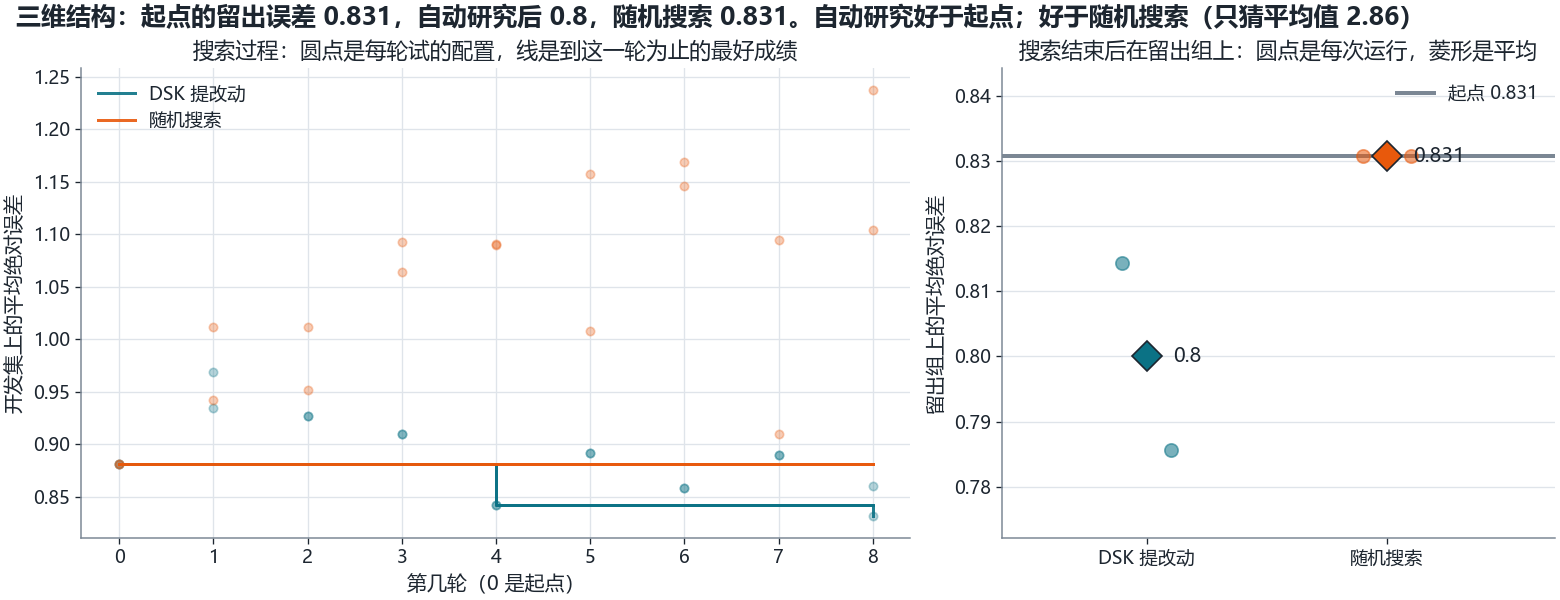 三维结构：起点的留出误差 0.831，自动研究后 0.8，随机搜索 0.831。自动研究好于起点；好于随机搜索（只猜平均值 2.86）
搜索过程：圆点是每轮试的配置，线是到这一轮为止的最好成绩
DSK 提改动
随机搜索
开发集上的平均绝对误差
1.25
1.20
1.15
1.10
1.05
1.00
0.95
0.90
0.85
0 1 2 3 4 5 6 7 8
第几轮（0 是起点）
搜索结束后在留出组上：圆点是每次运行，菱形是平均
起点 0.831
留出组上的平均绝对误差
0.84
0.83
0.82
0.81
0.80
0.79
0.78
0.831
0.8
DSK 提改动 随机搜索